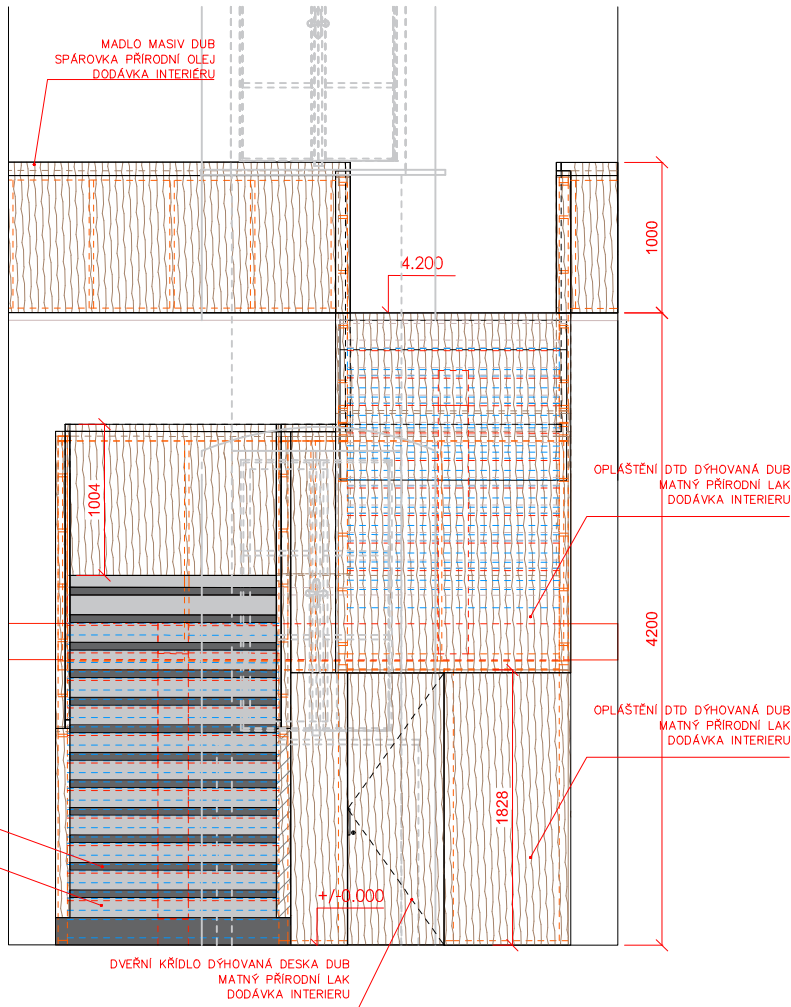 MADLO MASIV DUB
SPÁROVKA PŘÍRODNÍ OLEJ
DODÁVKA INTERIÉRU
1000
4.200
1004
OPLÁŠTĚNÍ DTD DÝHOVANÁ DUB
MATNÝ PŘÍRODNÍ LAK
DODÁVKA INTERIERU
4200
OPLÁŠTĚNÍ DTD DÝHOVANÁ DUB
MATNÝ PŘÍRODNÍ LAK
DODÁVKA INTERIERU
1828
+/-0.000
DVEŘNÍ KŘÍDLO DÝHOVANÁ DESKA DUB
MATNÝ PŘÍRODNÍ LAK
DODÁVKA INTERIERU